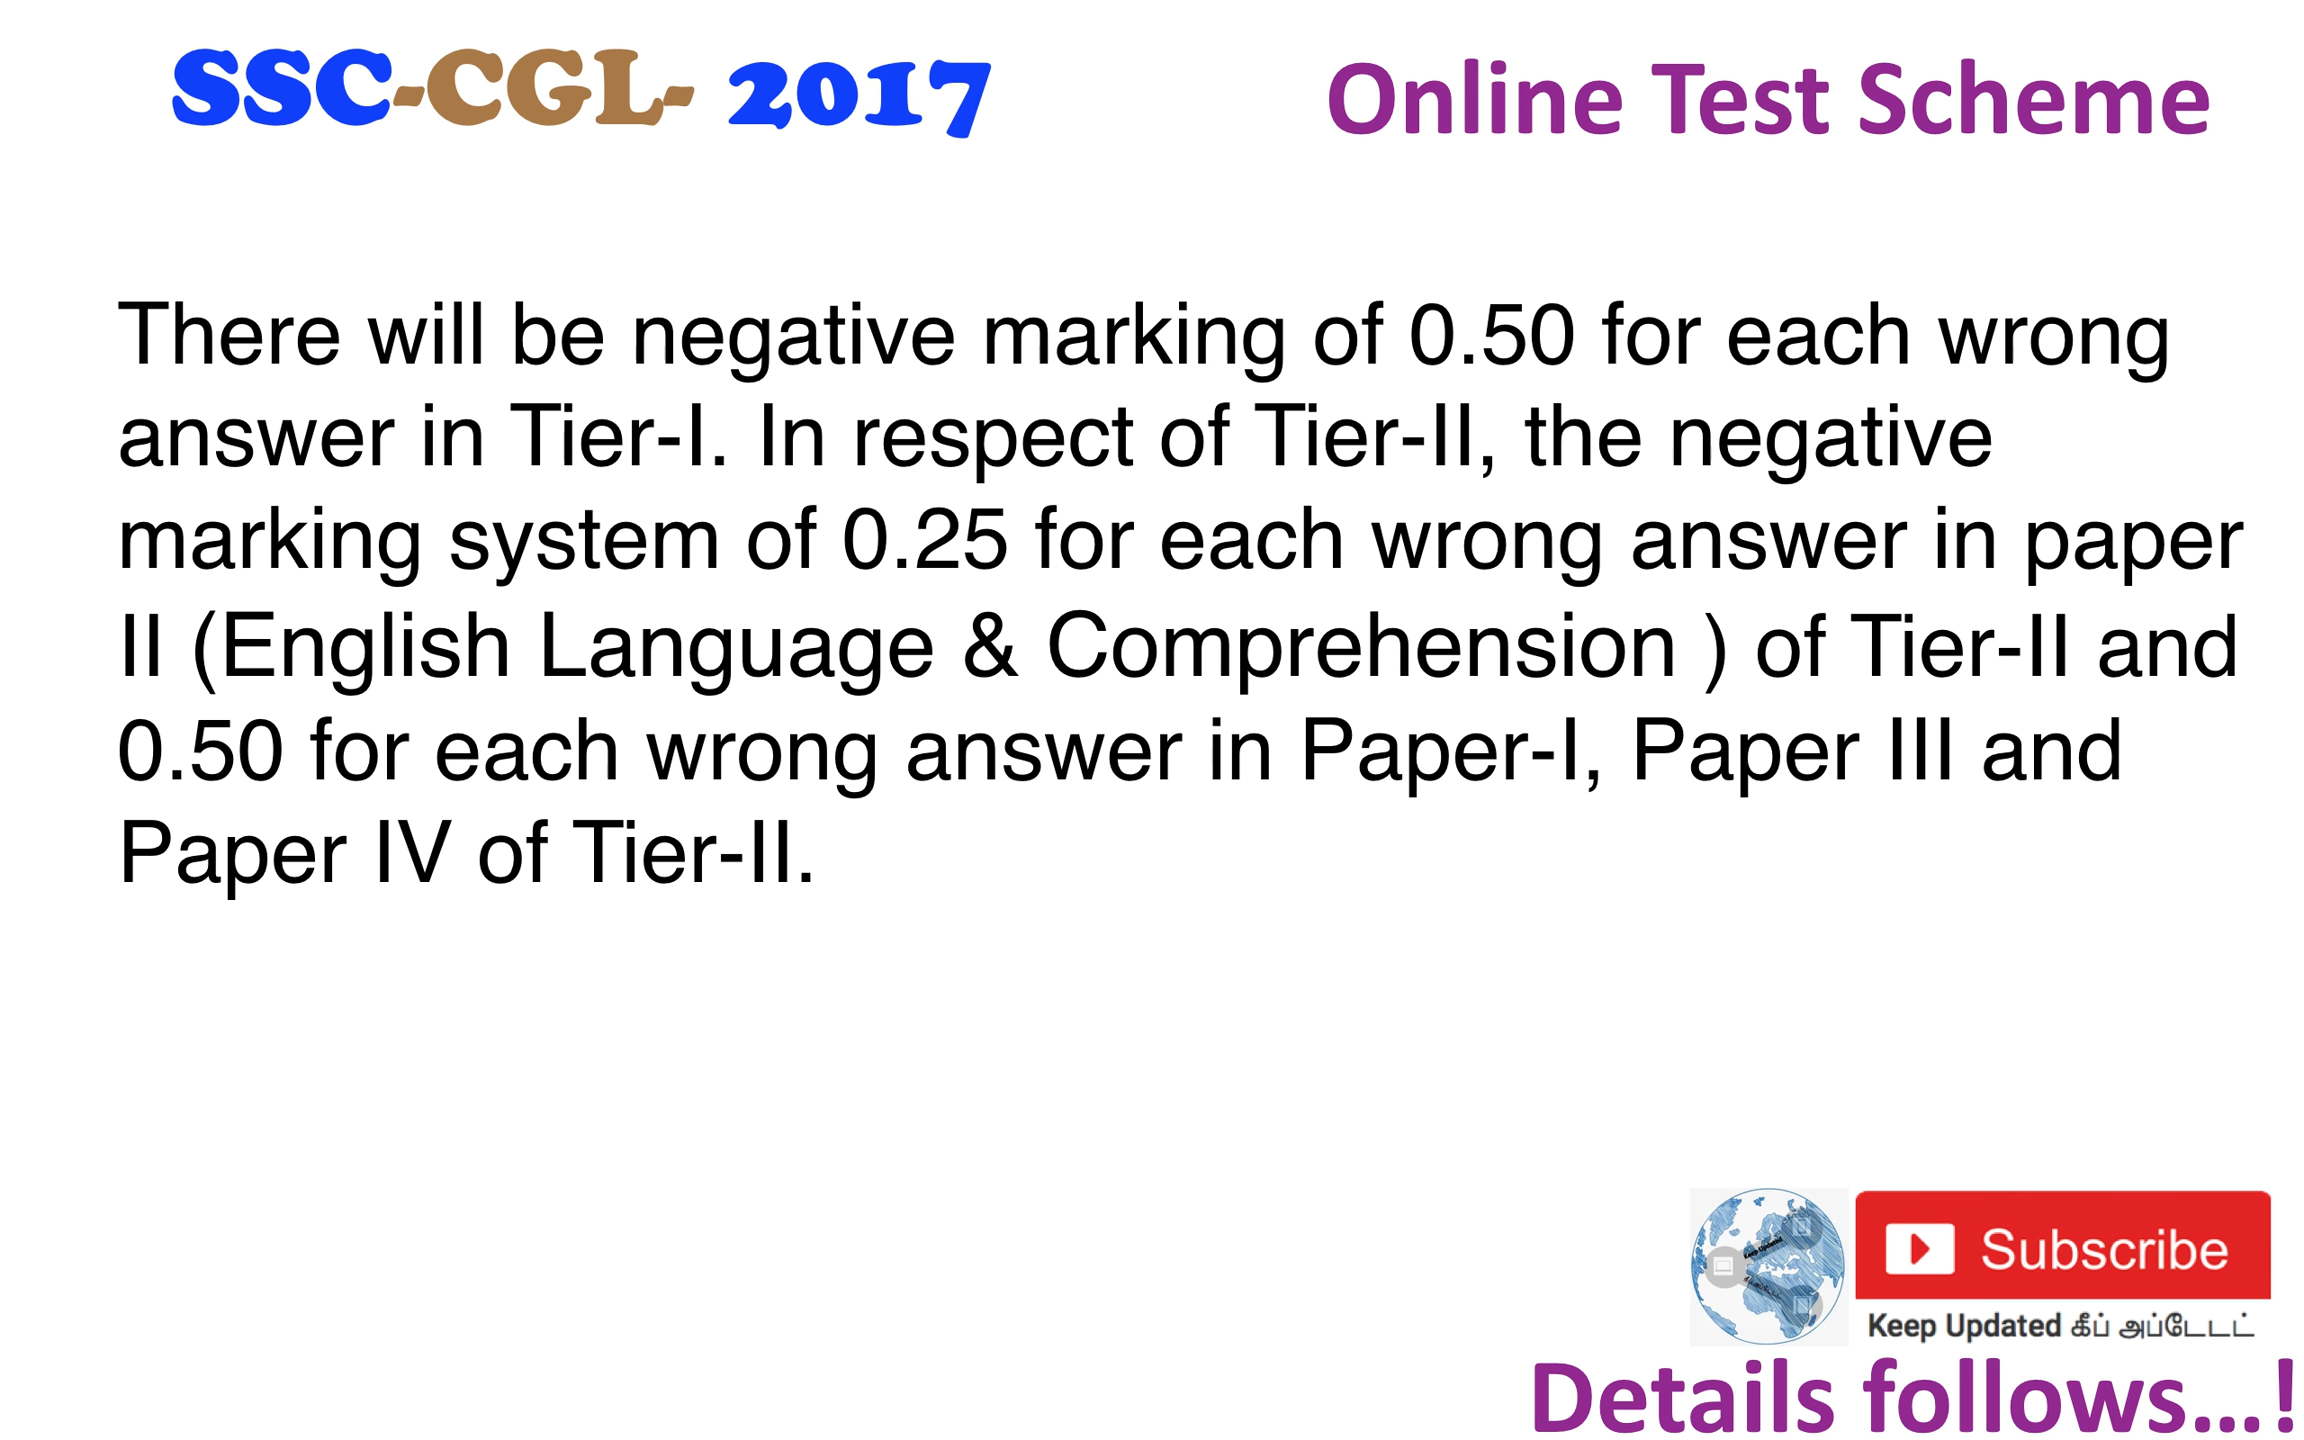 SSC-CGL- 2017
Online Test Scheme
There will be negative marking of 0.50 for each wrong
answer in Tier-I. In respect of Tier-II, the negative
marking system of 0.25 for each wrong answer in paper
II (English Language & Comprehension ) of Tier-II and
0.50 for each wrong answer in Paper-I, Paper III and
Paper IV of Tier-II.
Keep Updated
Subscribe
Keep Updated கீப் அப்டேடட்
Details follows...!